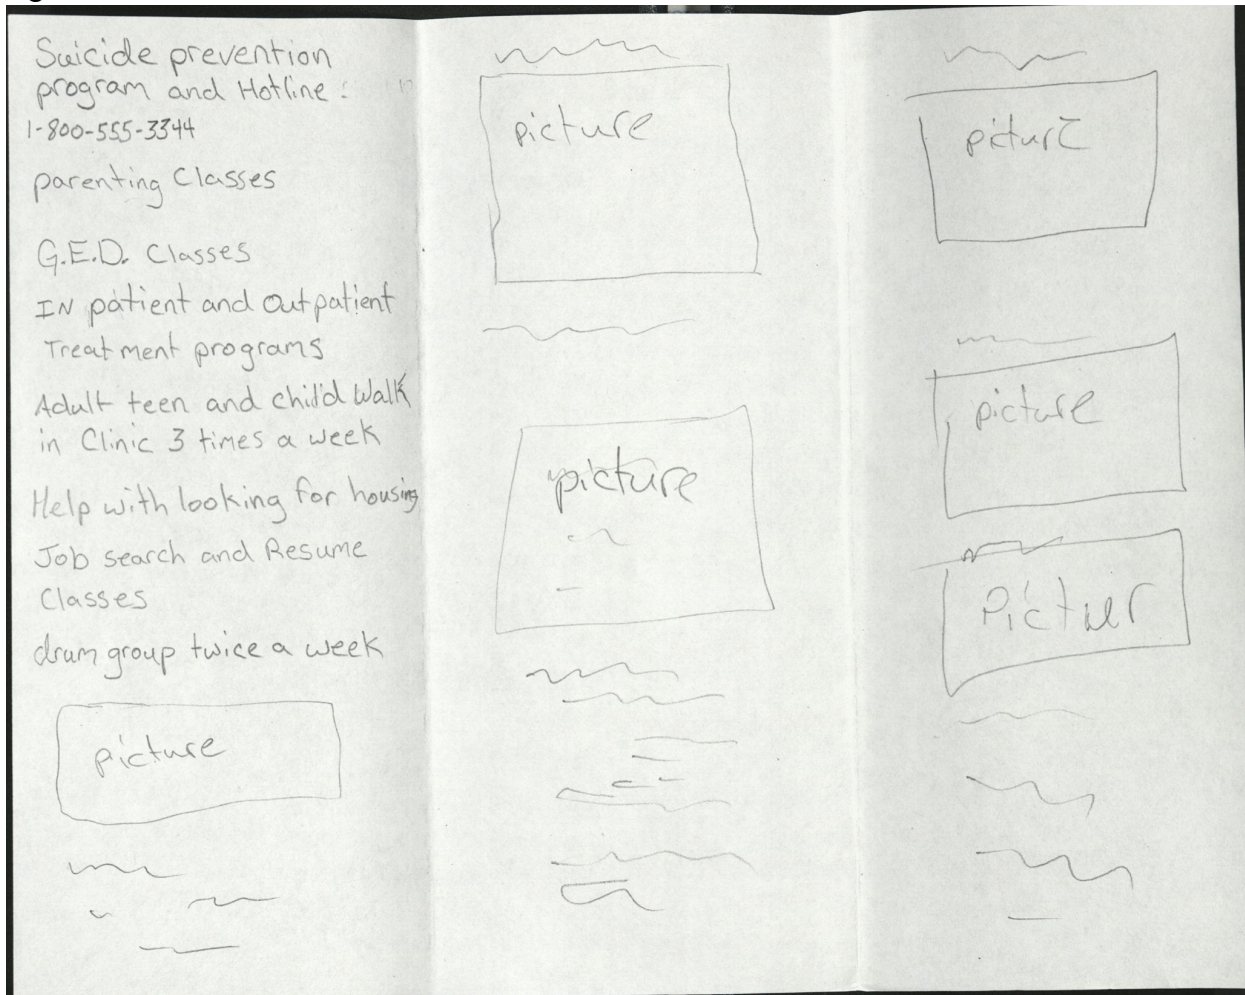 Suicide prevention
program and Hotline :
1-800-555-3344
parenting Classes
G.E.D. Classes
IN patient and Outpatient
Treatment programs
Adult teen and child Walk
in Clinic 3 times a week
Help with looking for housing
Job search and Resume
Classes
drum group twice a week
picture
picture
picture
picture
picture
Pictur